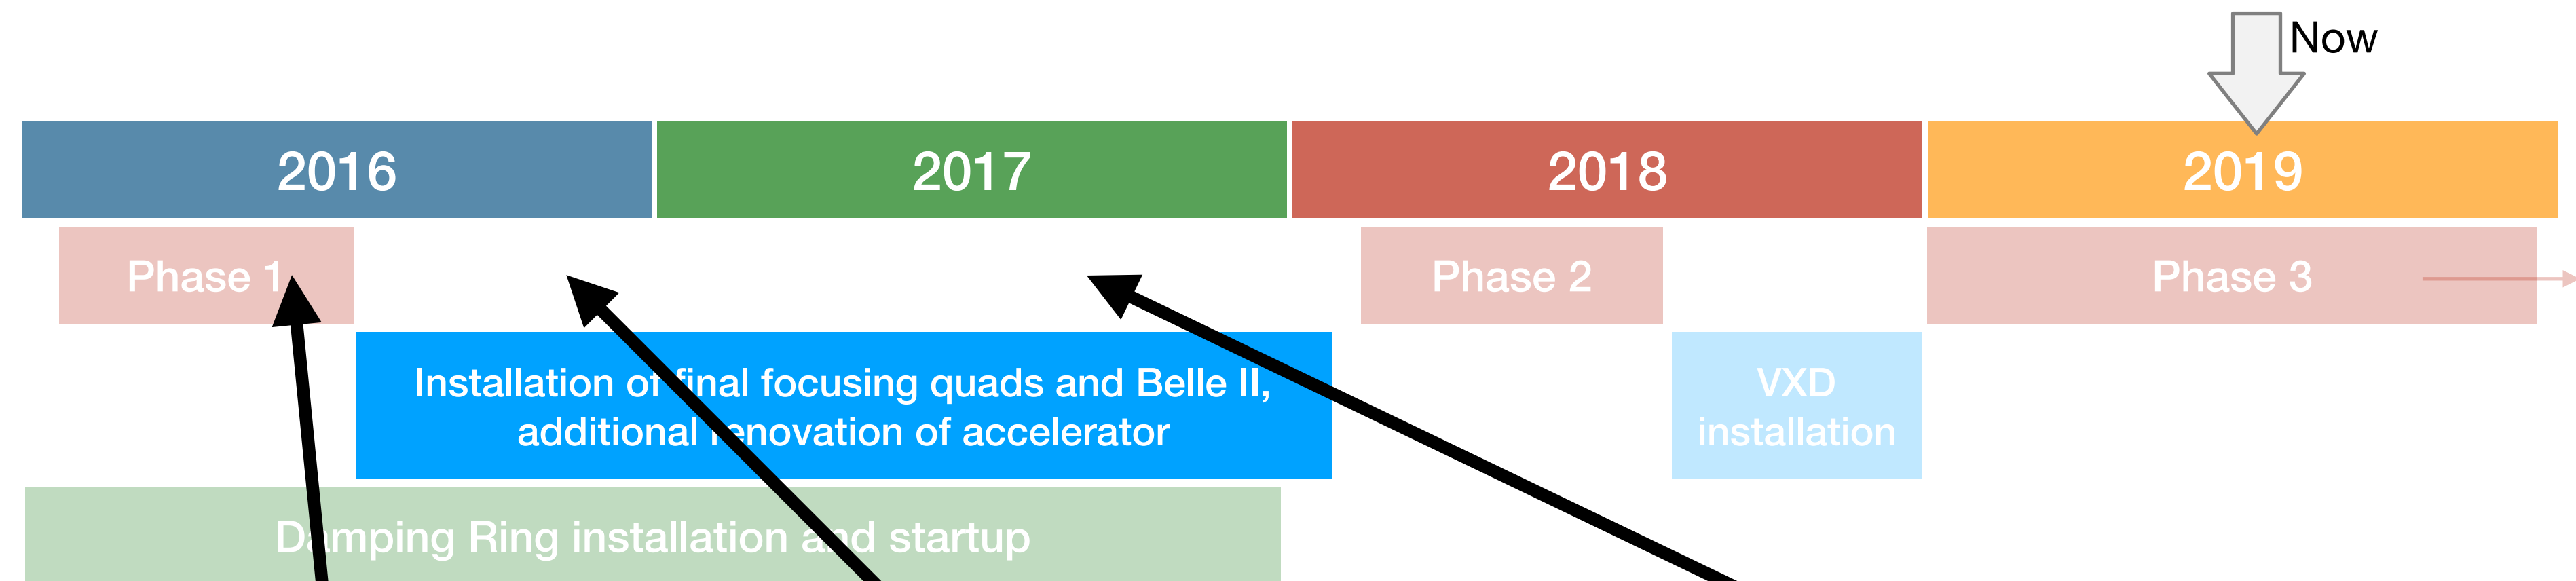 Now
2016
2017
2018
2019
Phase 1
Phase 2
Phase 3
Installation of final focusing quads and Belle II,
additional renovation of accelerator
VXD
installation
Damping Ring installation and startup